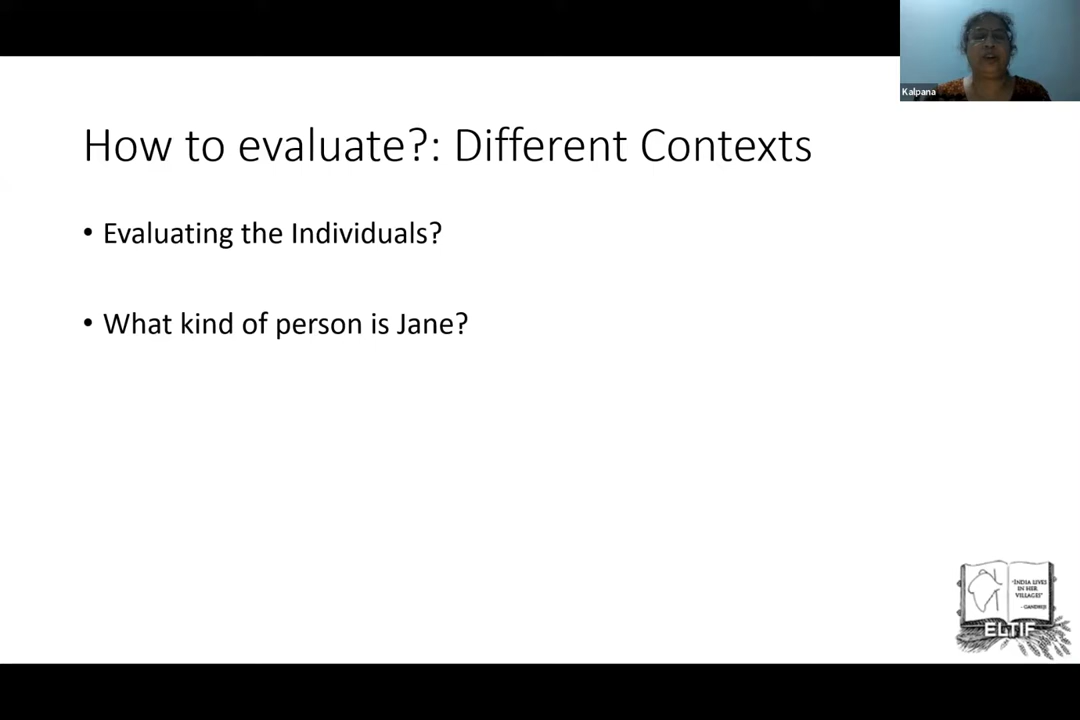 Kalpana
How to evaluate?: Different Contexts
• Evaluating the Individuals?
• What kind of person is Jane?
"INDIA LIVES
IN HER
VILLAGES"
- GANDHIJI
ELTIF